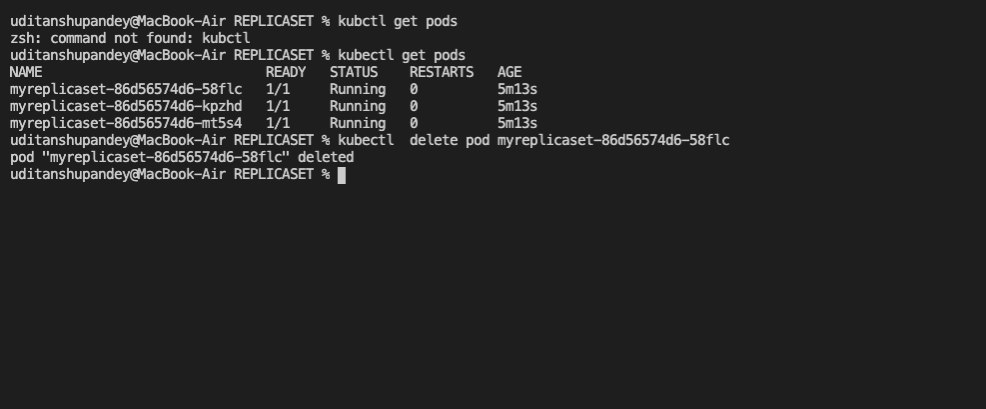 uditanshupandey@MacBook-Air REPLICASET % kubctl get pods
zsh: command not found: kubctl
uditanshupandey@MacBook-Air REPLICASET % kubectl get pods
NAME                            READY   STATUS    RESTARTS   AGE
myreplicaset-86d56574d6-58flc   1/1     Running   0          5m13s
myreplicaset-86d56574d6-kpzhd   1/1     Running   0          5m13s
myreplicaset-86d56574d6-mt5s4   1/1     Running   0          5m13s
uditanshupandey@MacBook-Air REPLICASET % kubectl  delete pod myreplicaset-86d56574d6-58flc
pod "myreplicaset-86d56574d6-58flc" deleted
uditanshupandey@MacBook-Air REPLICASET %